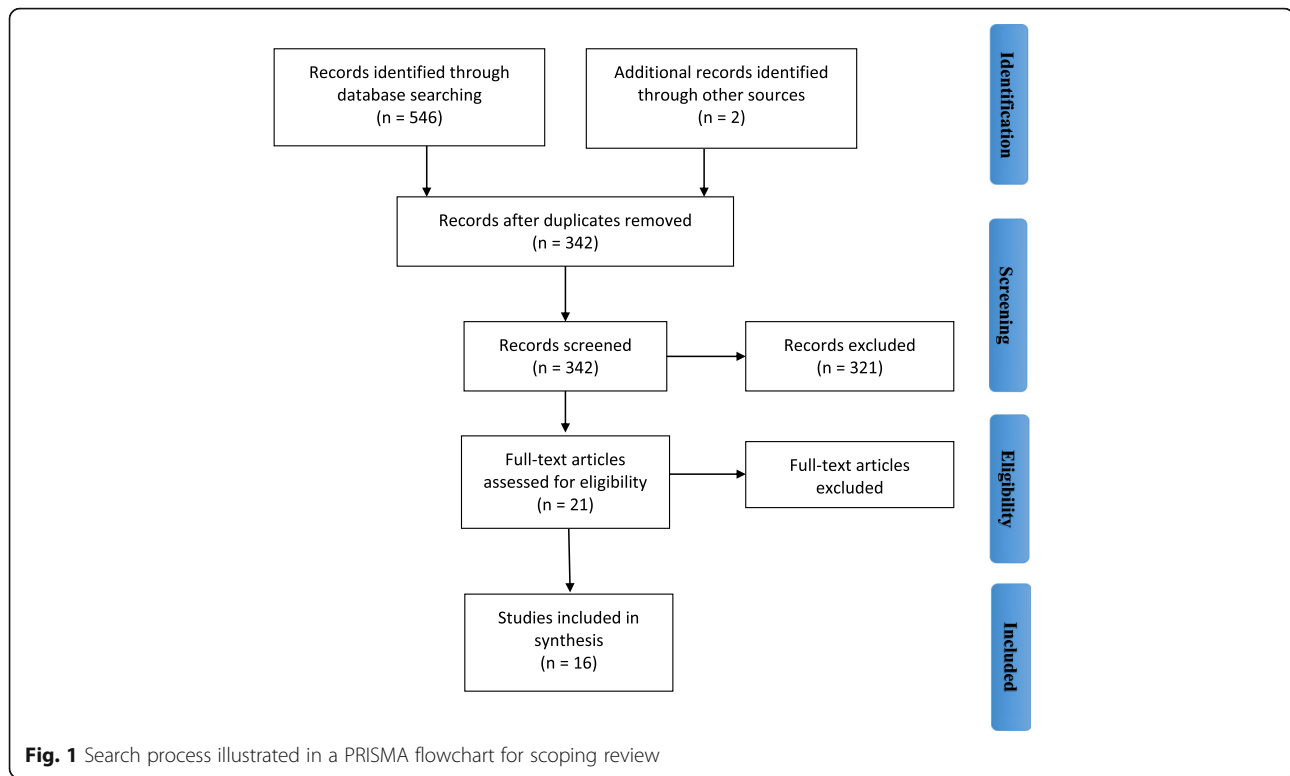 Records identified through
database searching
(n = 546)
Additional records identified
through other sources
(n = 2)
Identification
Records after duplicates removed
(n = 342)
Screening
Records screened
(n = 342)
Records excluded
(n = 321)
Full-text articles
assessed for eligibility
(n = 21)
Full-text articles
excluded
Eligibility
Studies included in
synthesis
(n = 16)
Included
Fig. 1 Search process illustrated in a PRISMA flowchart for scoping review